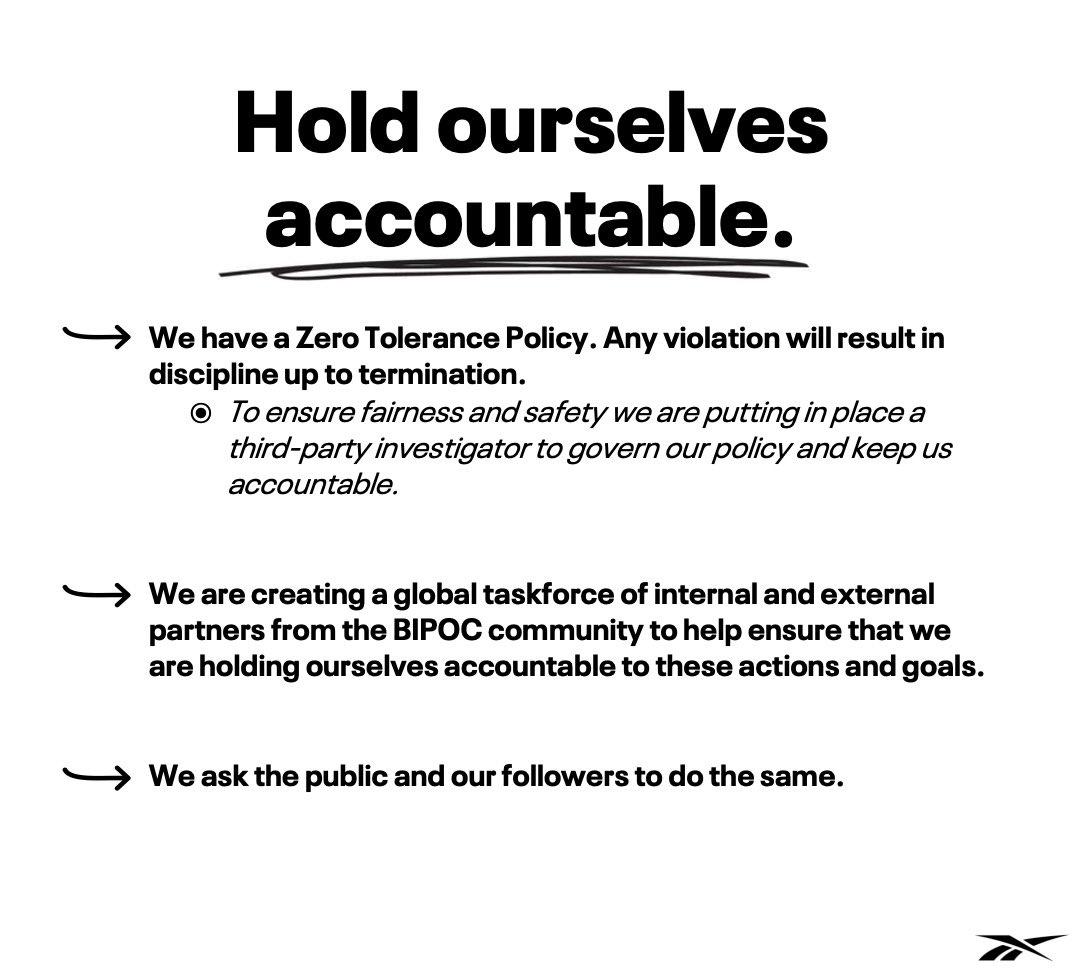 Hold ourselves
accountable.
We have a Zero Tolerance Policy. Any violation will result in
discipline up to termination.
To ensure fairness and safety we are putting in place a
third-party investigator to govern our policy and keep us
accountable.
We are creating a global taskforce of internal and external
partners from the BIPOC community to help ensure that we
are holding ourselves accountable to these actions and goals.
We ask the public and our followers to do the same.